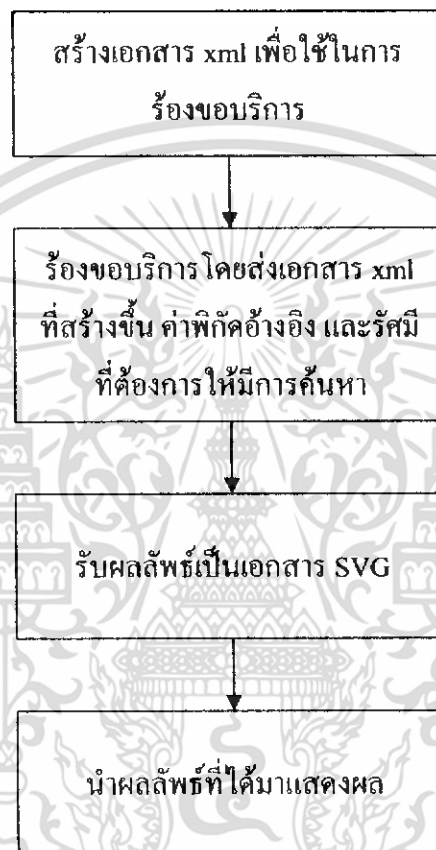 สร้างเอกสาร xml เพื่อใช้ในการ
ร้องขอบริการ
ร้องขอบริการโดยส่งเอกสาร xml
ที่สร้างขึ้น ค่าพิกัดอ้างอิง และรัศมี
ที่ต้องการให้มีการค้นหา
รับผลลัพธ์เป็นเอกสาร SVG
นำผลลัพธ์ที่ได้มาแสดงผล